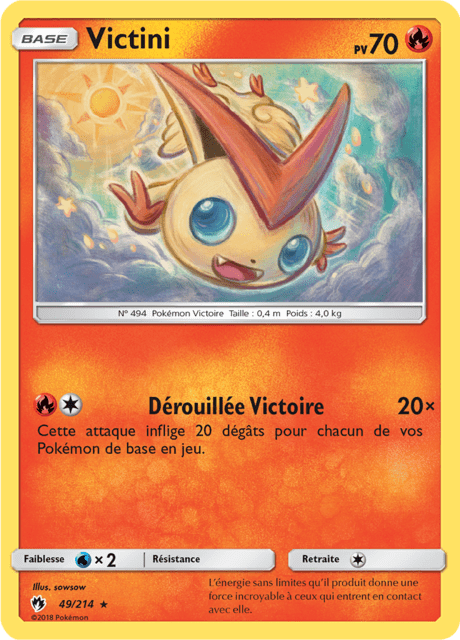 BASE Victini PV70
N° 494 Pokémon Victoire Taille : 0,4 m Poids : 4,0 kg
Dérouillée Victoire 20×
Cette attaque inflige 20 dégâts pour chacun de vos
Pokémon de base en jeu.
Faiblesse ×2 Résistance Retraite
Illus. sowsow
49/214 ★
©2018 Pokémon
L'énergie sans limites qu'il produit donne une
force incroyable à ceux qui entrent en contact
avec elle.